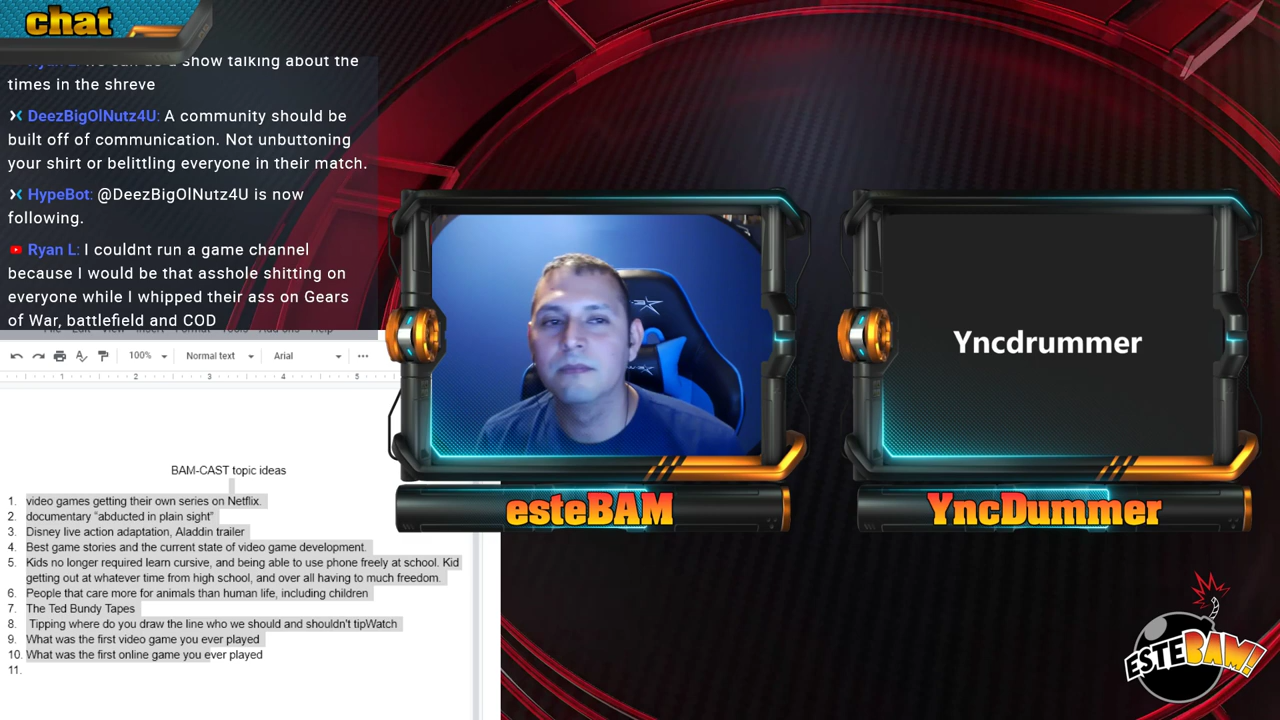 chat
show talking about the
times in the shreve
DeezBigOlNutz4U: A community should be
built off of communication. Not unbuttoning
your shirt or belittling everyone in their match.
HypeBot: @DeezBigOlNutz4U is now
following.
Ryan L: I couldnt run a game channel
because I would be that asshole shitting on
everyone while I whipped their ass on Gears
of War, battlefield and COD
100%
Normal text
Arial
1 2 3 4 5
BAM-CAST topic ideas
1. video games getting their own series on Netflix.
2. documentary "abducted in plain sight"
3. Disney live action adaptation, Aladdin trailer
4. Best game stories and the current state of video game development.
5. Kids no longer required learn cursive, and being able to use phone freely at school. Kid
getting out at whatever time from high school, and over all having to much freedom.
6. People that care more for animals than human life, including children
7. The Ted Bundy Tapes
8. Tipping where do you draw the line who we should and shouldn't tipWatch
9. What was the first video game you ever played
10. What was the first online game you ever played
11.
esteBAM
Yncdrummer
YncDummer
ESTEBAM!